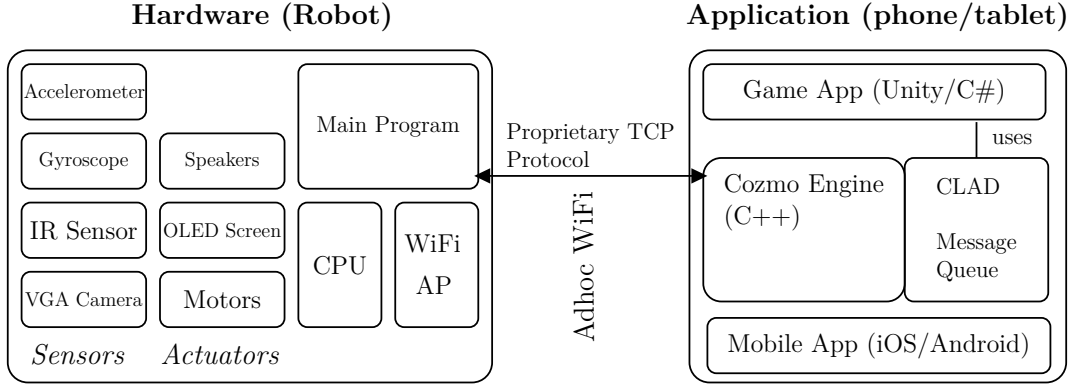 Hardware (Robot)
Application (phone/tablet)
Accelerometer
Gyroscope
IR Sensor
VGA Camera
Sensors
Speakers
OLED Screen
Motors
Actuators
Main Program
CPU
WiFi
AP
Proprietary TCP
Protocol
Adhoc WiFi
Game App (Unity/C#)
uses
Cozmo Engine
(C++)
CLAD
Message
Queue
Mobile App (iOS/Android)